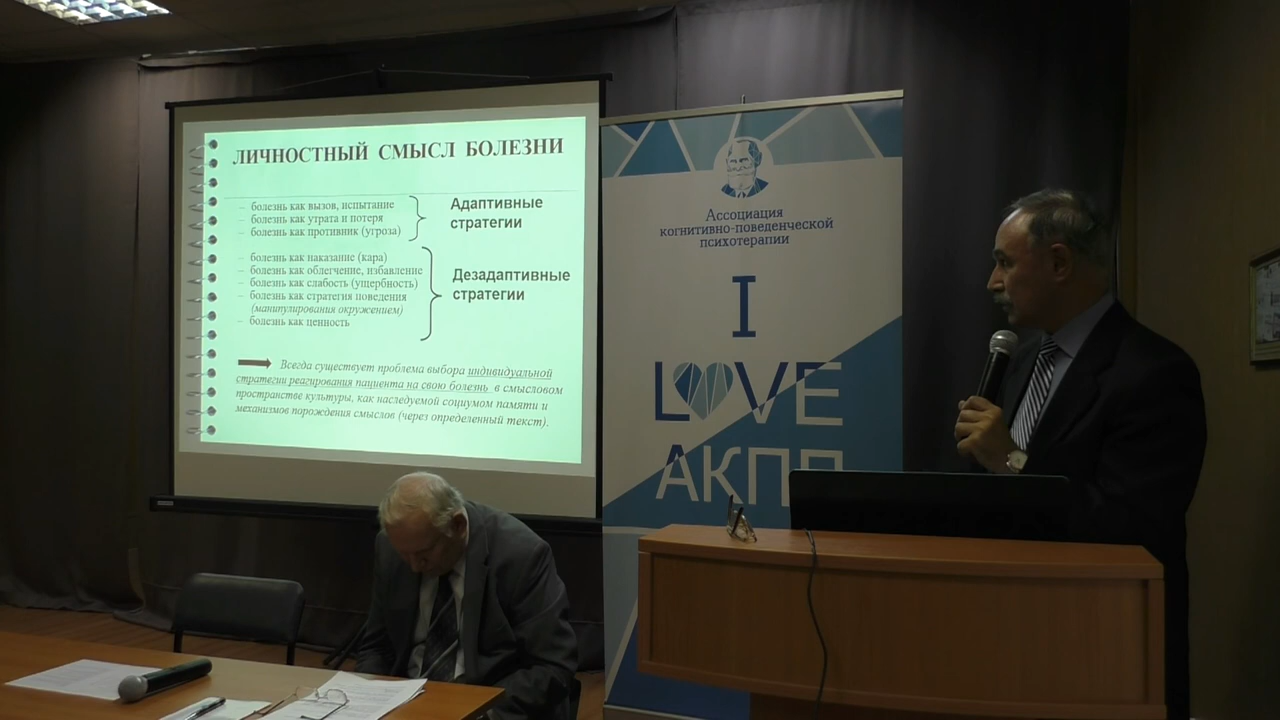 ЛИЧНОСТНЫЙ СМЫСЛ БОЛЕЗНИ
– болезнь как вызов, испытание
– болезнь как утрата и потеря
– болезнь как противник (угроза)
Адаптивные
стратегии
– болезнь как наказание (кара)
– болезнь как облегчение, избавление
– болезнь как слабость (ущербность)
– болезнь как стратегия поведения
(манипулирования окружением)
– болезнь как ценность
Дезадаптивные
стратегии
Всегда существует проблема выбора индивидуальной
стратегии реагирования пациента на свою болезнь в смысловом
пространстве культуры, как наследуемой социумом памяти и
механизмов порождения смыслов (через определенный текст).
Ассоциация
когнитивно-поведенческой
психотерапии
I
LOVE
АКПП